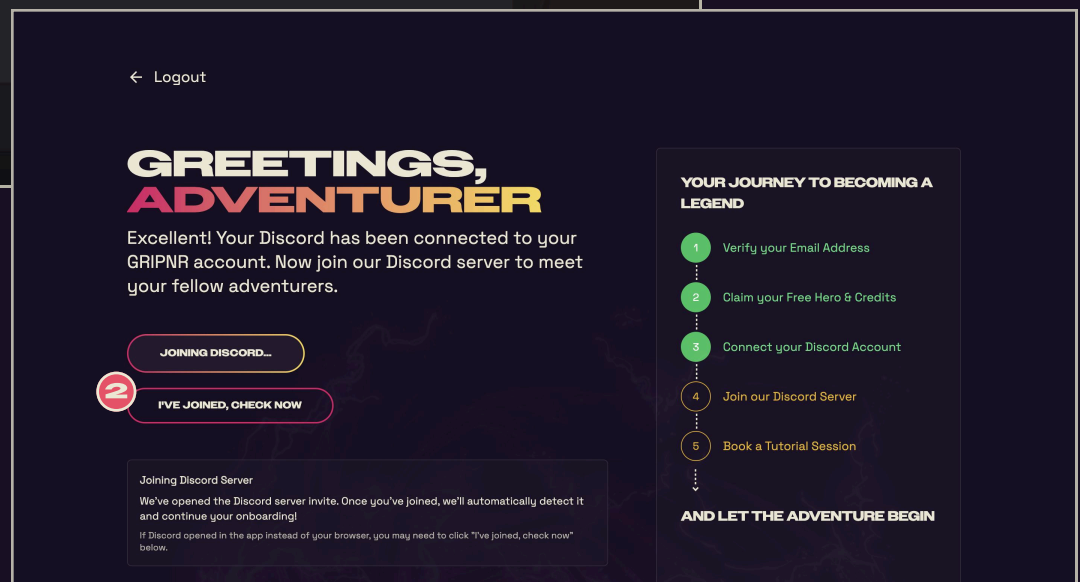 ← Logout
GREETINGS,
ADVENTURER
Excellent! Your Discord has been connected to your
GRIPNR account. Now join our Discord server to meet
your fellow adventurers.
JOINING DISCORD...
2
I'VE JOINED, CHECK NOW
Joining Discord Server
We've opened the Discord server invite. Once you've joined, we'll automatically detect it
and continue your onboarding!
If Discord opened in the app instead of your browser, you may need to click "I've joined, check now"
below.
YOUR JOURNEY TO BECOMING A
LEGEND
1 Verify your Email Address
2 Claim your Free Hero & Credits
3 Connect your Discord Account
4 Join our Discord Server
5 Book a Tutorial Session
AND LET THE ADVENTURE BEGIN